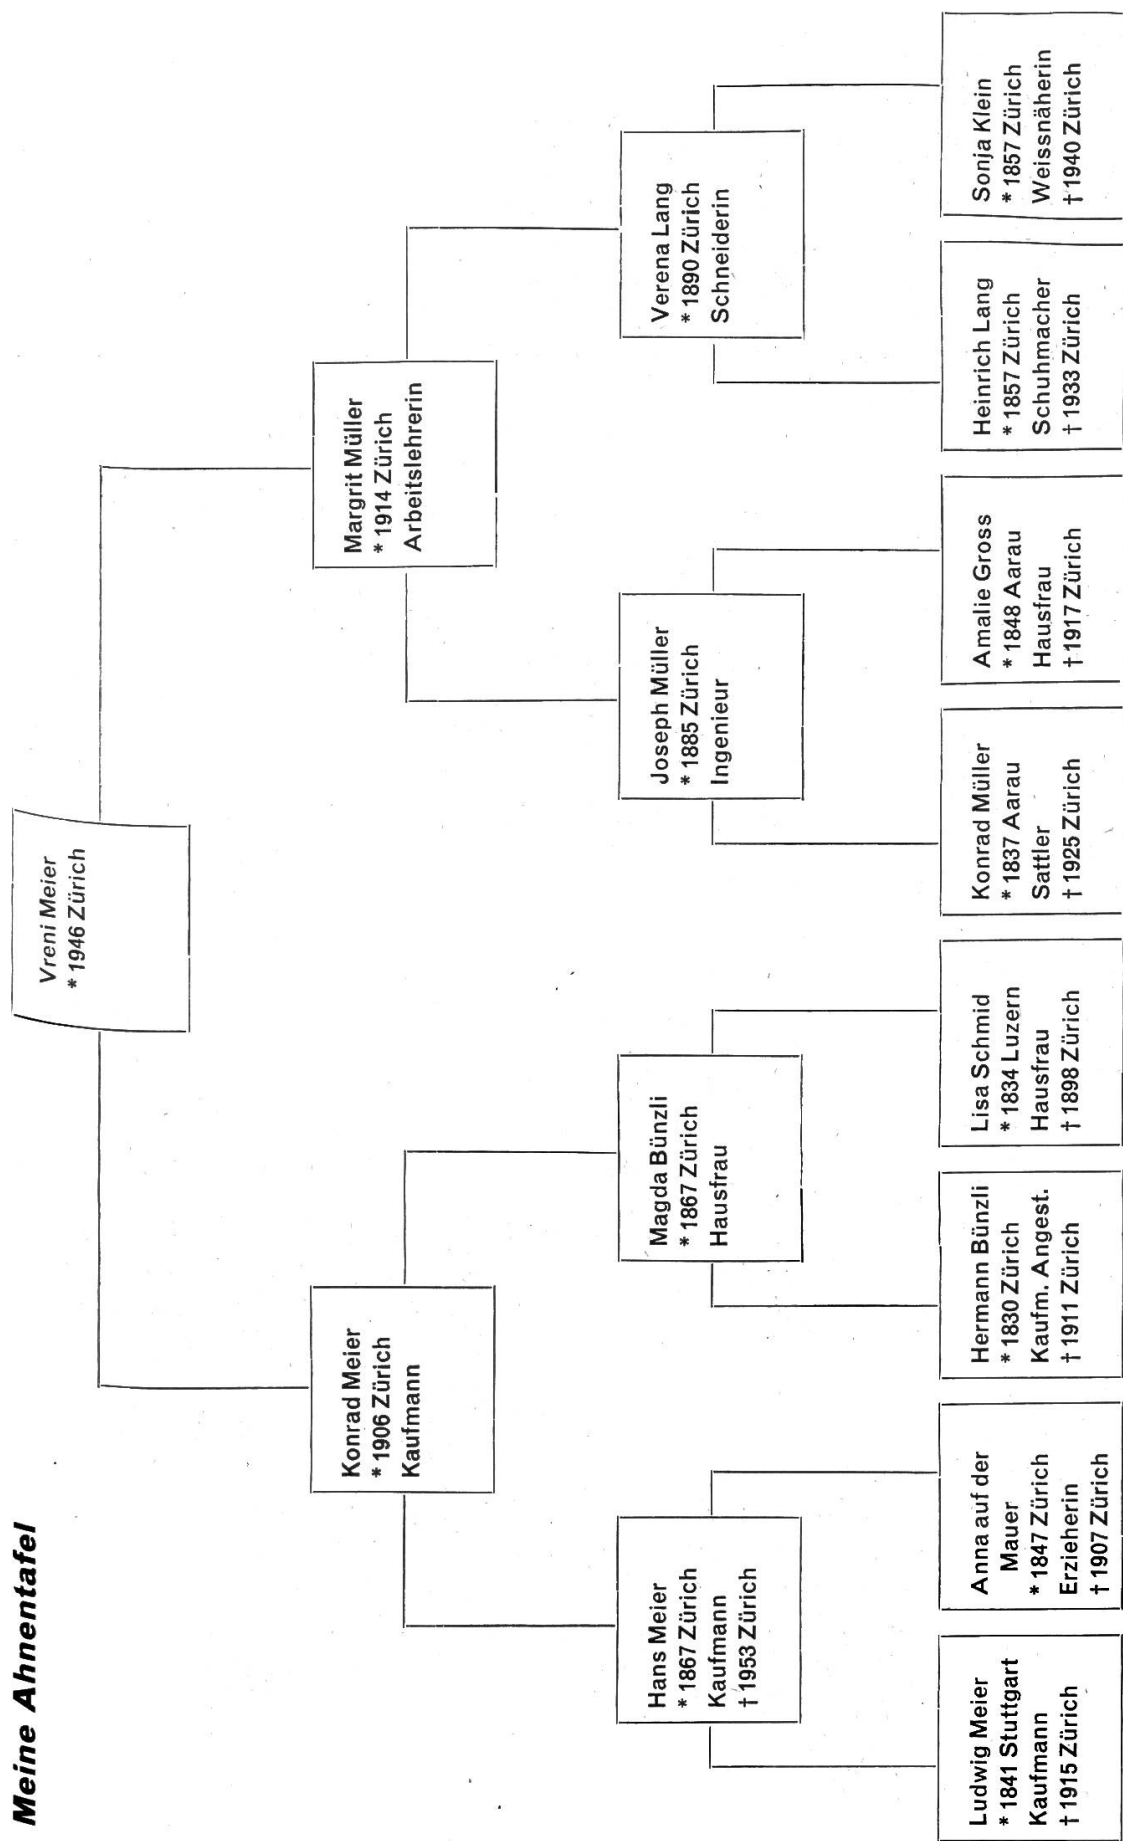 Meine Ahnentafel
Vreni Meier
* 1946 Zürich
Konrad Meier
* 1906 Zürich
Kaufmann
Margrit Müller
* 1914 Zürich
Arbeitslehrerin
Hans Meier
* 1867 Zürich
Kaufmann
† 1953 Zürich
Magda Bünzli
* 1867 Zürich
Hausfrau
Joseph Müller
* 1885 Zürich
Ingenieur
Verena Lang
* 1890 Zürich
Schneiderin
Ludwig Meier
* 1841 Stuttgart
Kaufmann
† 1915 Zürich
Anna auf der
Mauer
* 1847 Zürich
Erzieherin
† 1907 Zürich
Hermann Bünzli
* 1830 Zürich
Kaufm. Angest.
† 1911 Zürich
Lisa Schmid
* 1834 Luzern
Hausfrau
† 1898 Zürich
Konrad Müller
* 1837 Aarau
Sattler
† 1925 Zürich
Amalie Gross
* 1848 Aarau
Hausfrau
† 1917 Zürich
Heinrich Lang
* 1857 Zürich
Schuhmacher
† 1933 Zürich
Sonja Klein
* 1857 Zürich
Weissnäherin
† 1940 Zürich